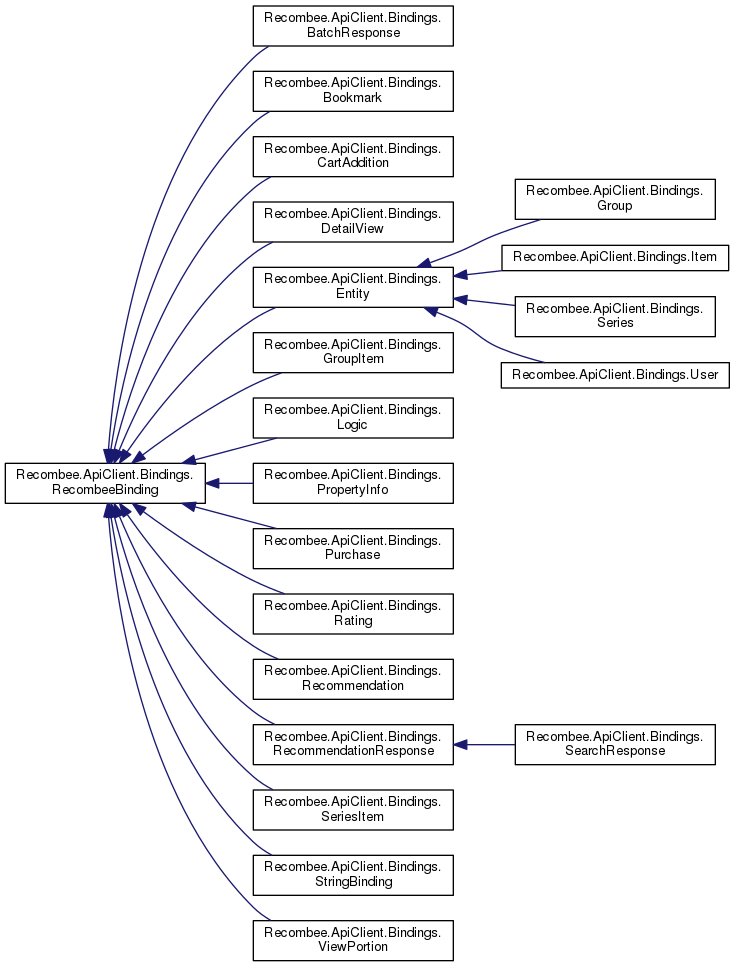 Recombee.ApiClient.Bindings.
BatchResponse
Recombee.ApiClient.Bindings.
Bookmark
Recombee.ApiClient.Bindings.
CartAddition
Recombee.ApiClient.Bindings.
DetailView
Recombee.ApiClient.Bindings.
Entity
Recombee.ApiClient.Bindings.
GroupItem
Recombee.ApiClient.Bindings.
Logic
Recombee.ApiClient.Bindings.
RecombeeBinding
Recombee.ApiClient.Bindings.
PropertyInfo
Recombee.ApiClient.Bindings.
Purchase
Recombee.ApiClient.Bindings.
Rating
Recombee.ApiClient.Bindings.
Recommendation
Recombee.ApiClient.Bindings.
RecommendationResponse
Recombee.ApiClient.Bindings.
SeriesItem
Recombee.ApiClient.Bindings.
StringBinding
Recombee.ApiClient.Bindings.
ViewPortion
Recombee.ApiClient.Bindings.
Group
Recombee.ApiClient.Bindings.Item
Recombee.ApiClient.Bindings.
Series
Recombee.ApiClient.Bindings.User
Recombee.ApiClient.Bindings.
SearchResponse